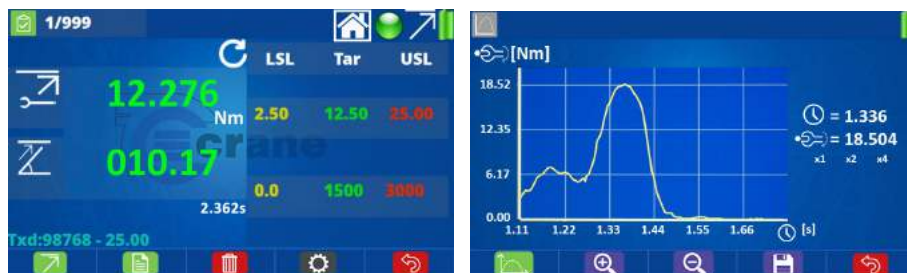 1/999
LSL Tar USL
12.276 Nm
2.50 12.50 25.00
crane
010.17
0.0 1500 3000
2.362s
Txd:98768 - 25.00
[Nm]
18.52
12.35
6.17
0.00
1.11 1.22 1.33 1.44 1.55 1.66 [s]
= 1.336
= 18.504
x1 x2 x4